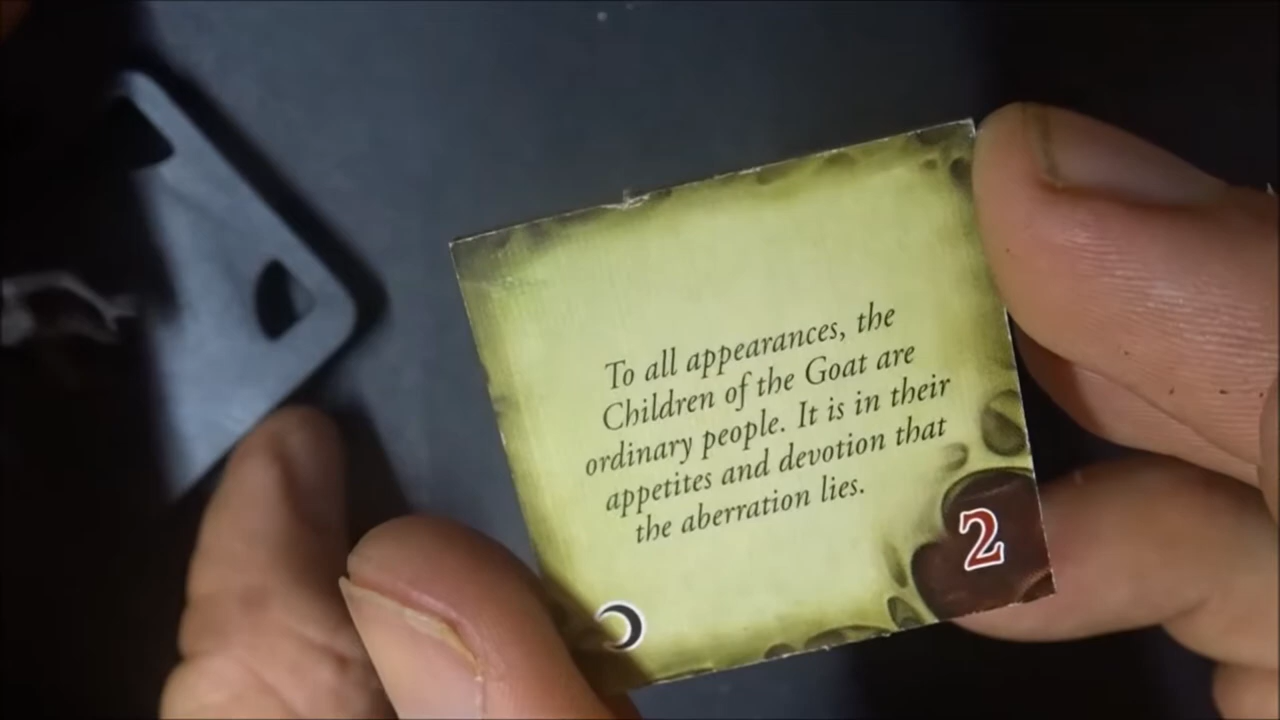 To all appearances, the
Children of the Goat are
ordinary people. It is in their
appetites and devotion that
the aberration lies.
2